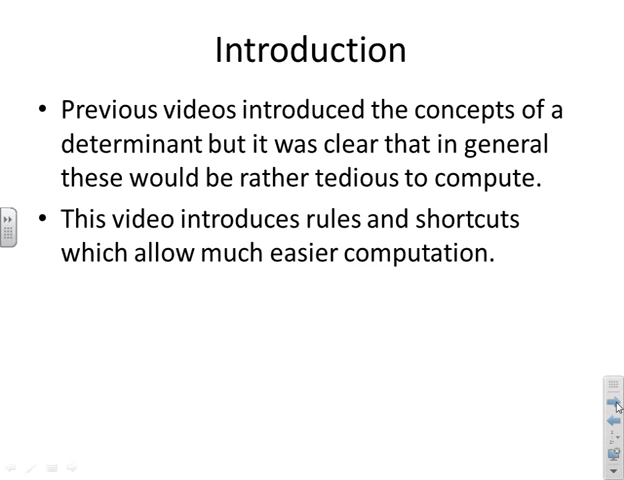 Introduction
• Previous videos introduced the concepts of a
determinant but it was clear that in general
these would be rather tedious to compute.
• This video introduces rules and shortcuts
which allow much easier computation.